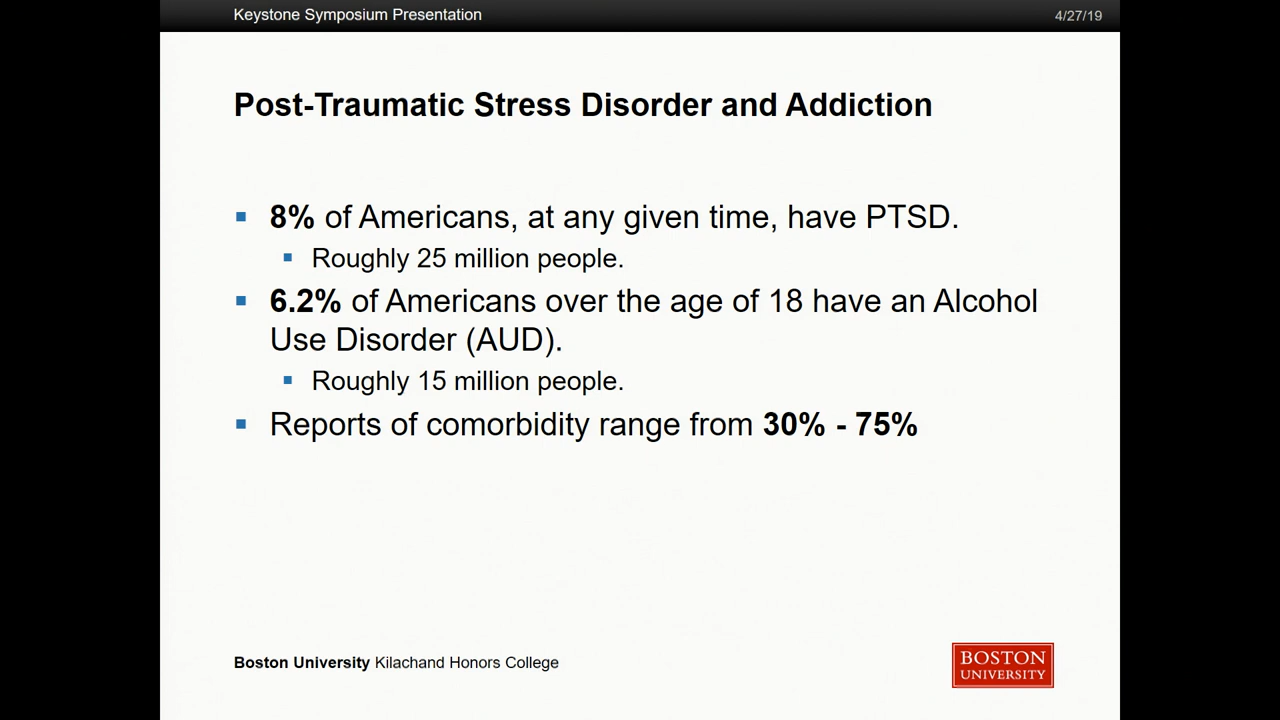 Keystone Symposium Presentation
4/27/19
Post-Traumatic Stress Disorder and Addiction
8% of Americans, at any given time, have PTSD.
Roughly 25 million people.
6.2% of Americans over the age of 18 have an Alcohol
Use Disorder (AUD).
Roughly 15 million people.
Reports of comorbidity range from 30% - 75%
Boston University Kilachand Honors College
BOSTON
UNIVERSITY